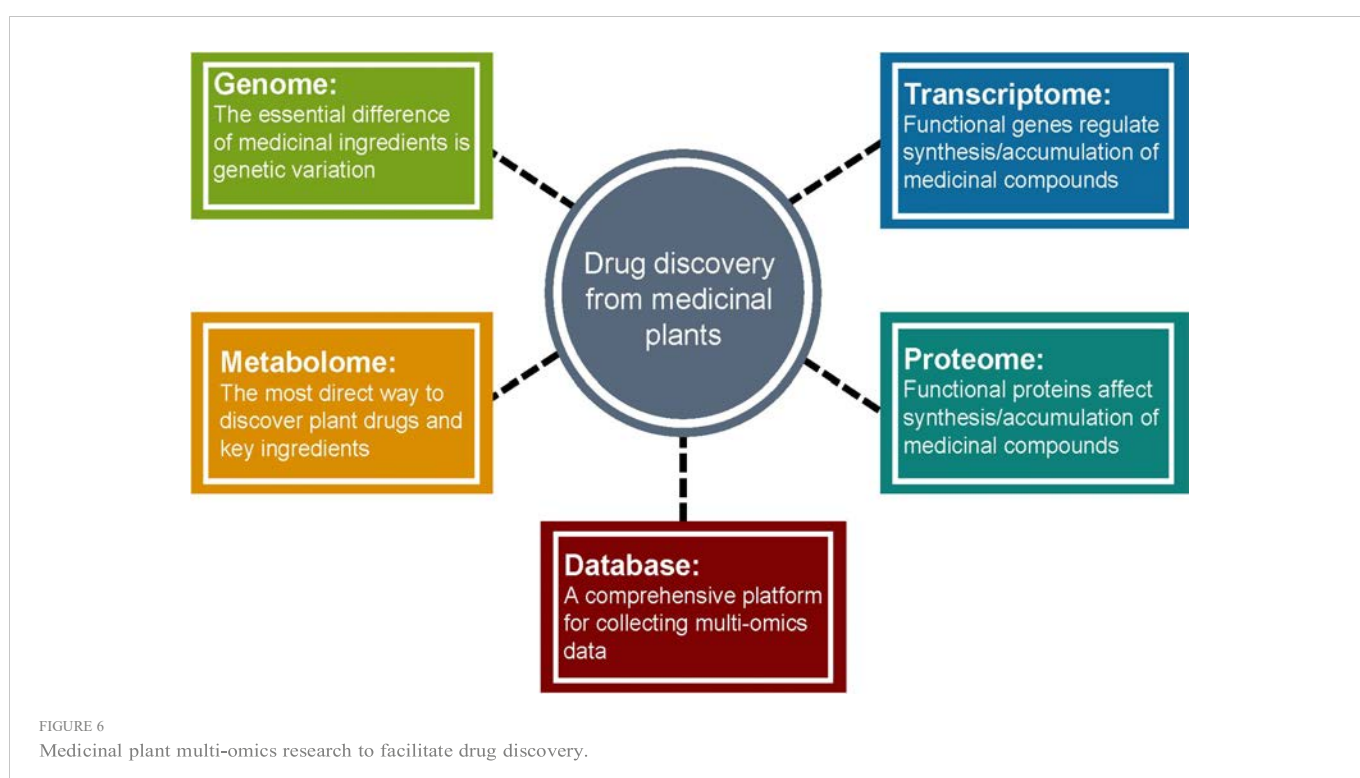 Genome:
The essential difference
of medicinal ingredients is
genetic variation
Transcriptome:
Functional genes regulate
synthesis/accumulation of
medicinal compounds
Drug discovery
from medicinal
plants
Metabolome:
The most direct way to
discover plant drugs and
key ingredients
Proteome:
Functional proteins affect
synthesis/accumulation of
medicinal compounds
Database:
A comprehensive platform
for collecting multi-omics
data
FIGURE 6
Medicinal plant multi-omics research to facilitate drug discovery.